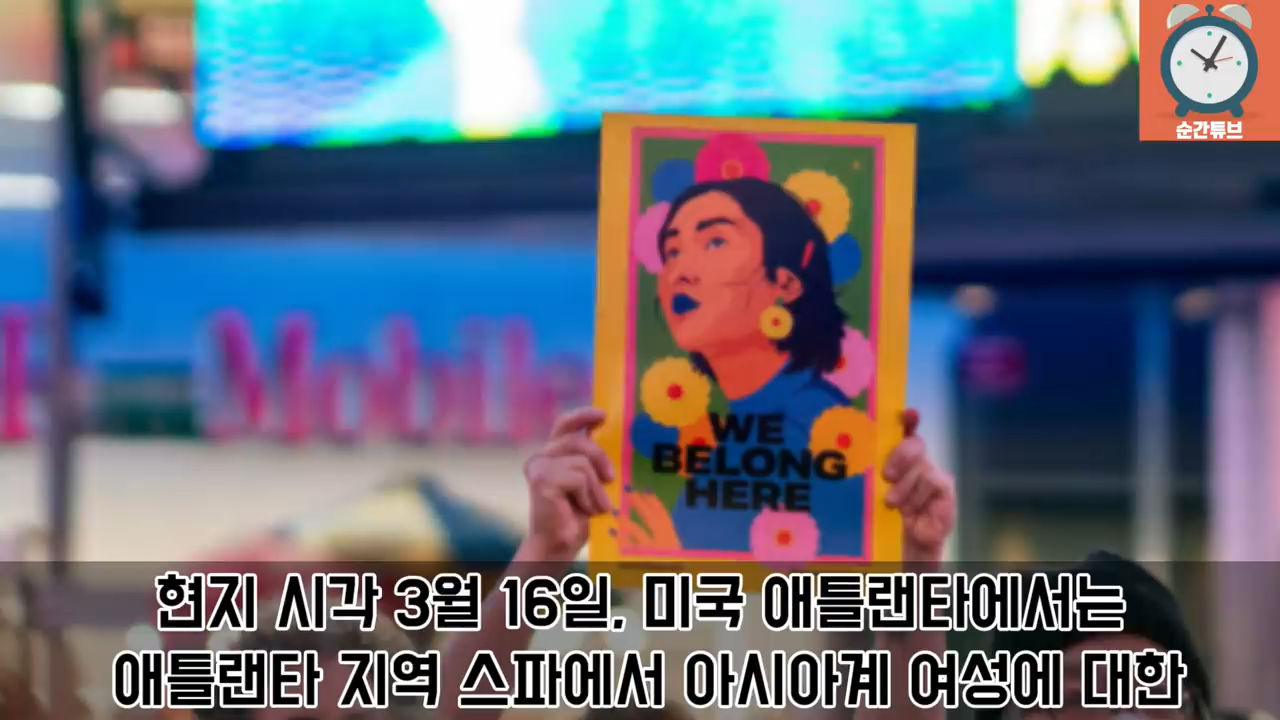 순간튜브
Mobile
WE
BELONG
HERE
현지 시각 3월 16일, 미국 애틀랜타에서는
애틀랜타 지역 스파에서 아시아계 여성에 대한